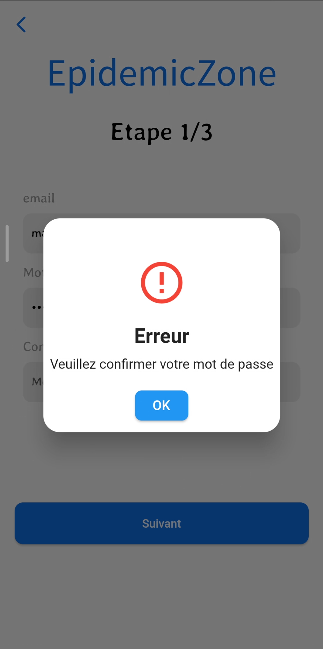 EpidemicZone
Etape 1/3
email
Erreur
Veuillez confirmer votre mot de passe
OK
Suivant